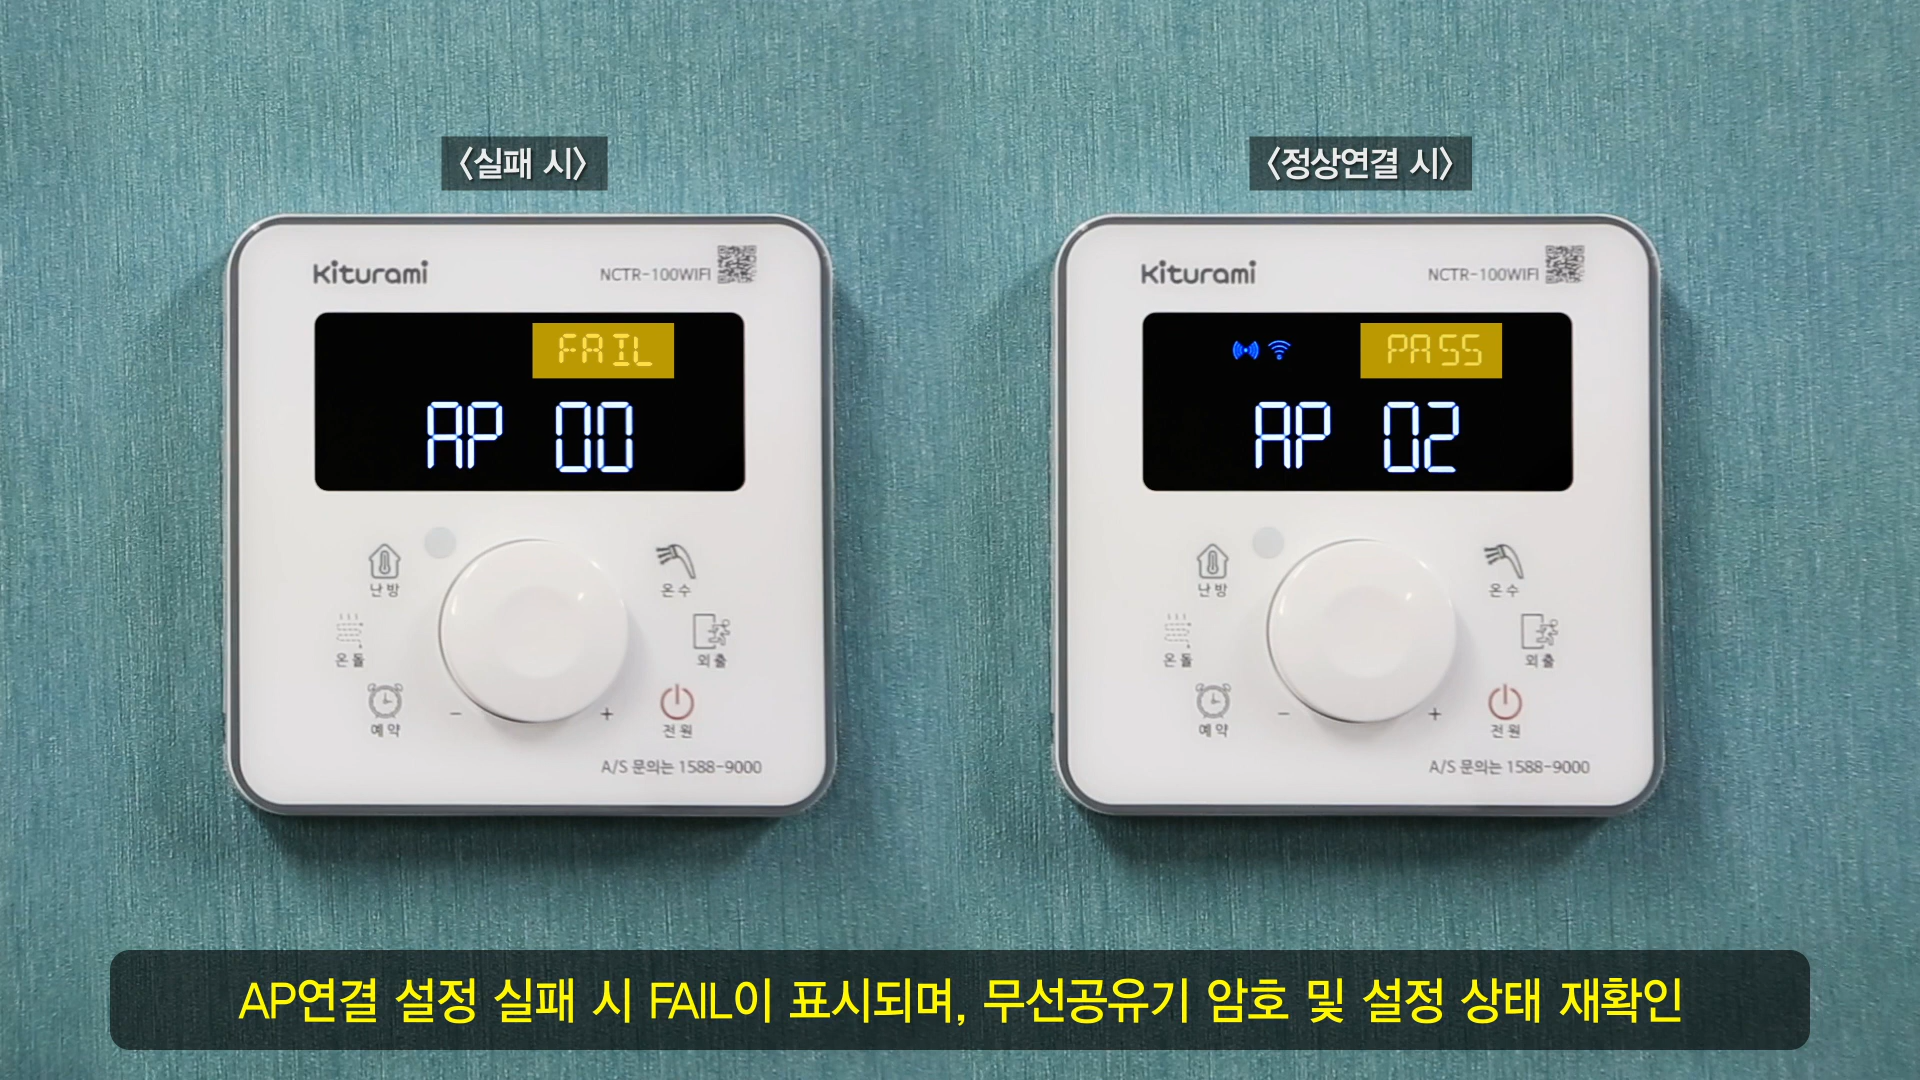 <실패 시>
Kiturami
NCTR-100WIFI
FAIL
AP 00
난방
온수
온돌
외출
예약
전원
- +
A/S 문의는 1588-9000
<정상연결 시>
Kiturami
NCTR-100WIFI
PASS
AP 02
난방
온수
온돌
외출
예약
전원
- +
A/S 문의는 1588-9000
AP연결 설정 실패 시 FAIL이 표시되며, 무선공유기 암호 및 설정 상태 재확인